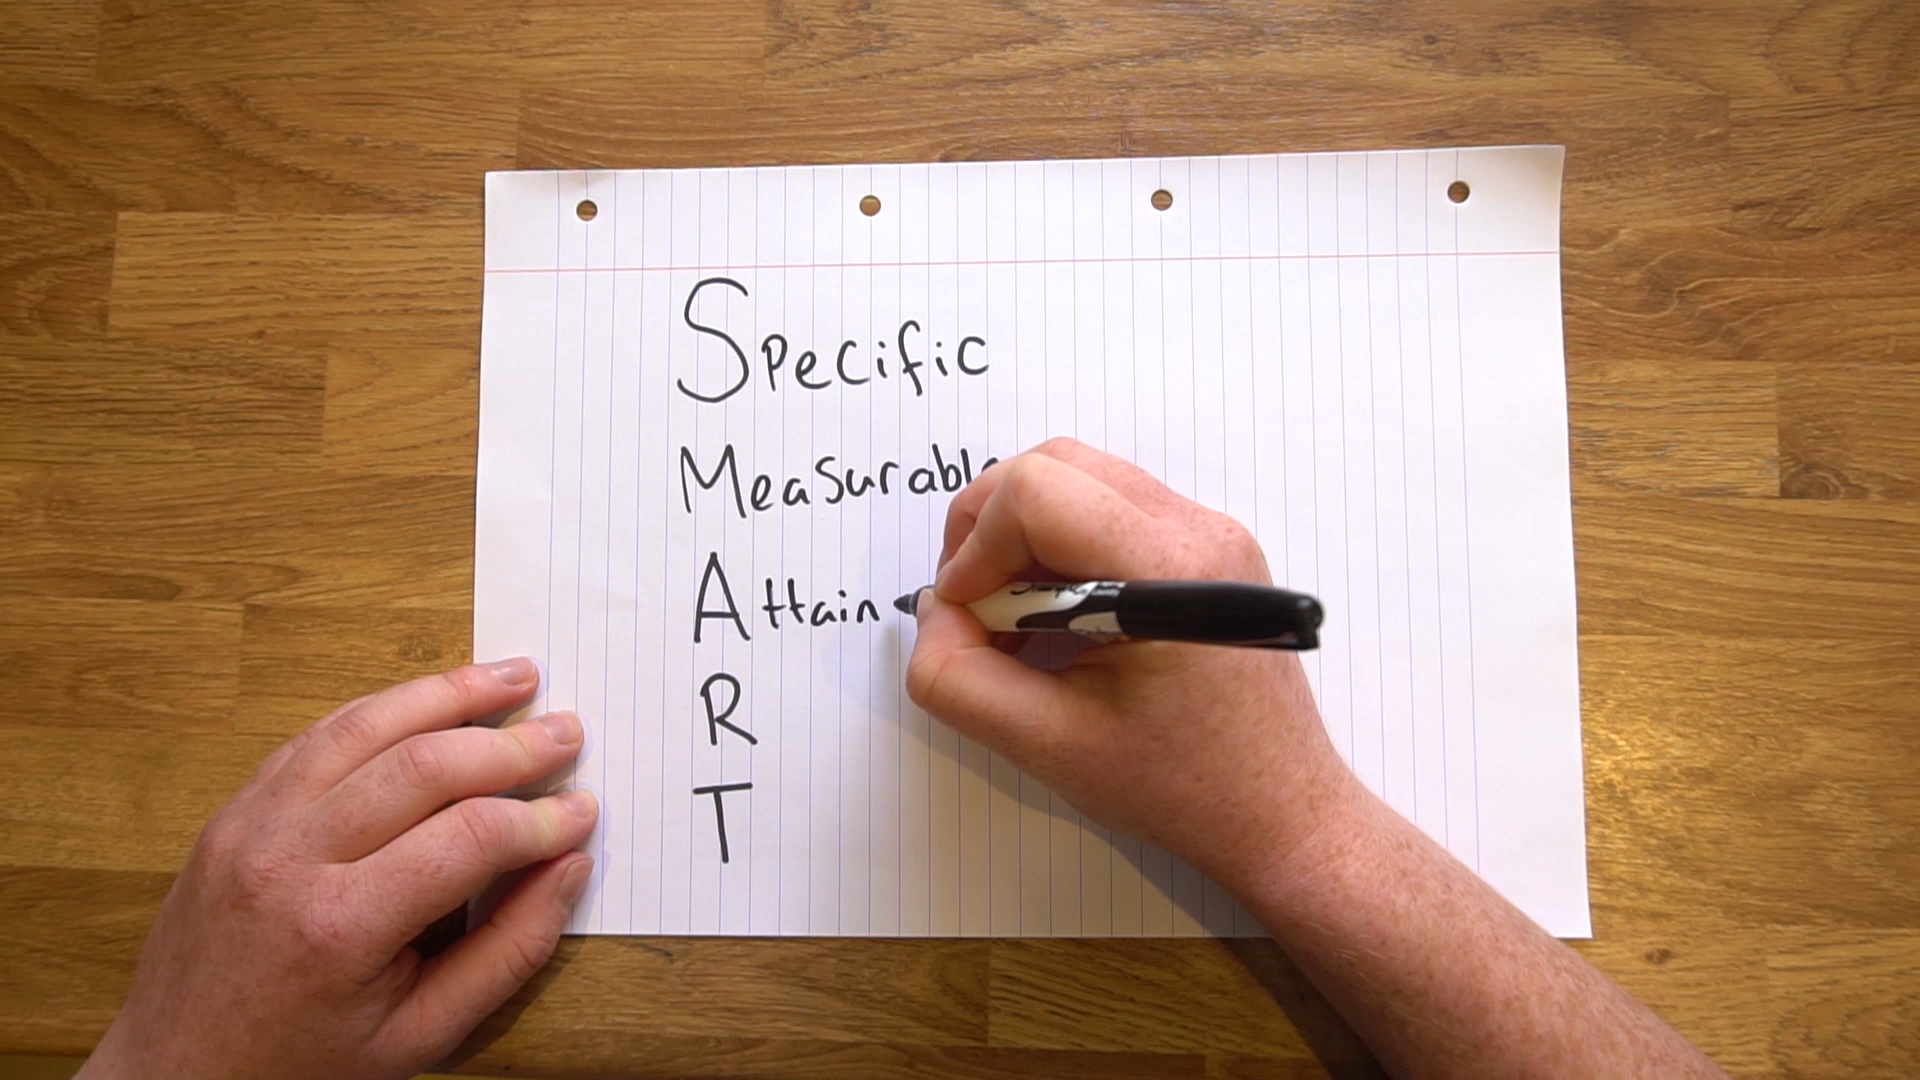 Specific
Measurable
Attain
R
T